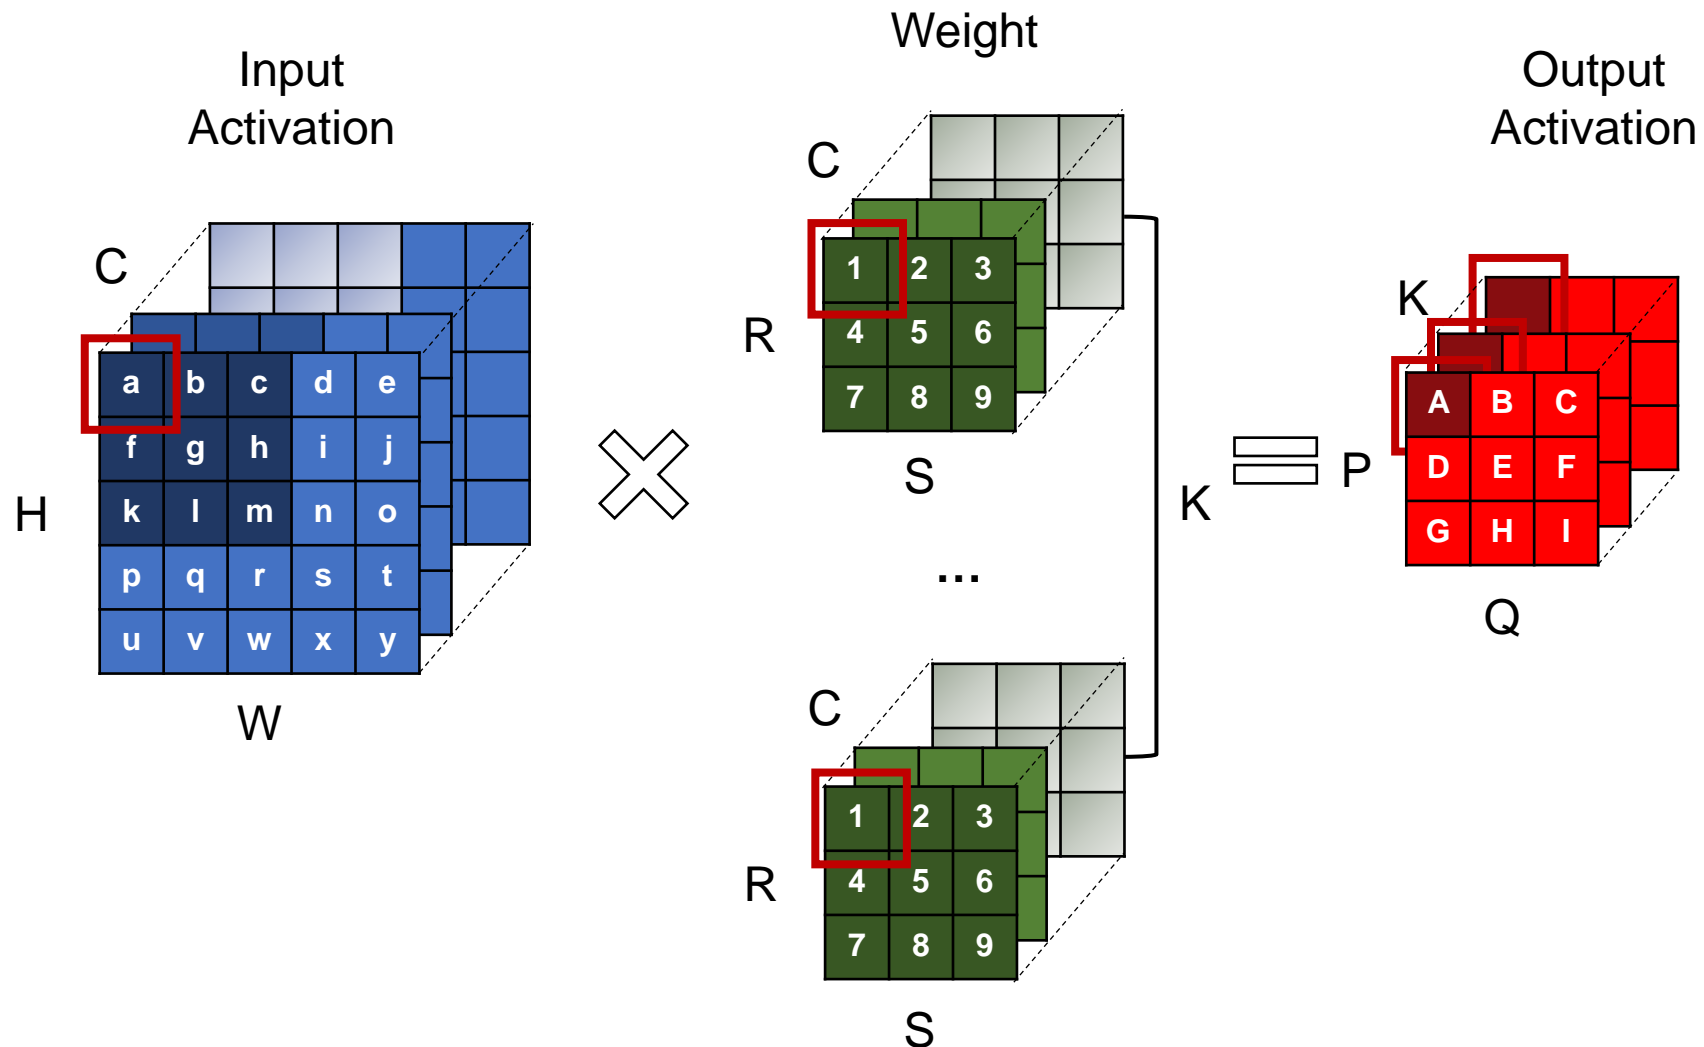 Input
Activation
C
a b c d e
f g h i j
k l m n o
p q r s t
u v w x y
H
W
Weight
C
1 2 3
4 5 6
7 8 9
R
S
...
C
1 2 3
4 5 6
7 8 9
R
S
K
Output
Activation
K
A B C
D E F
G H I
P
Q